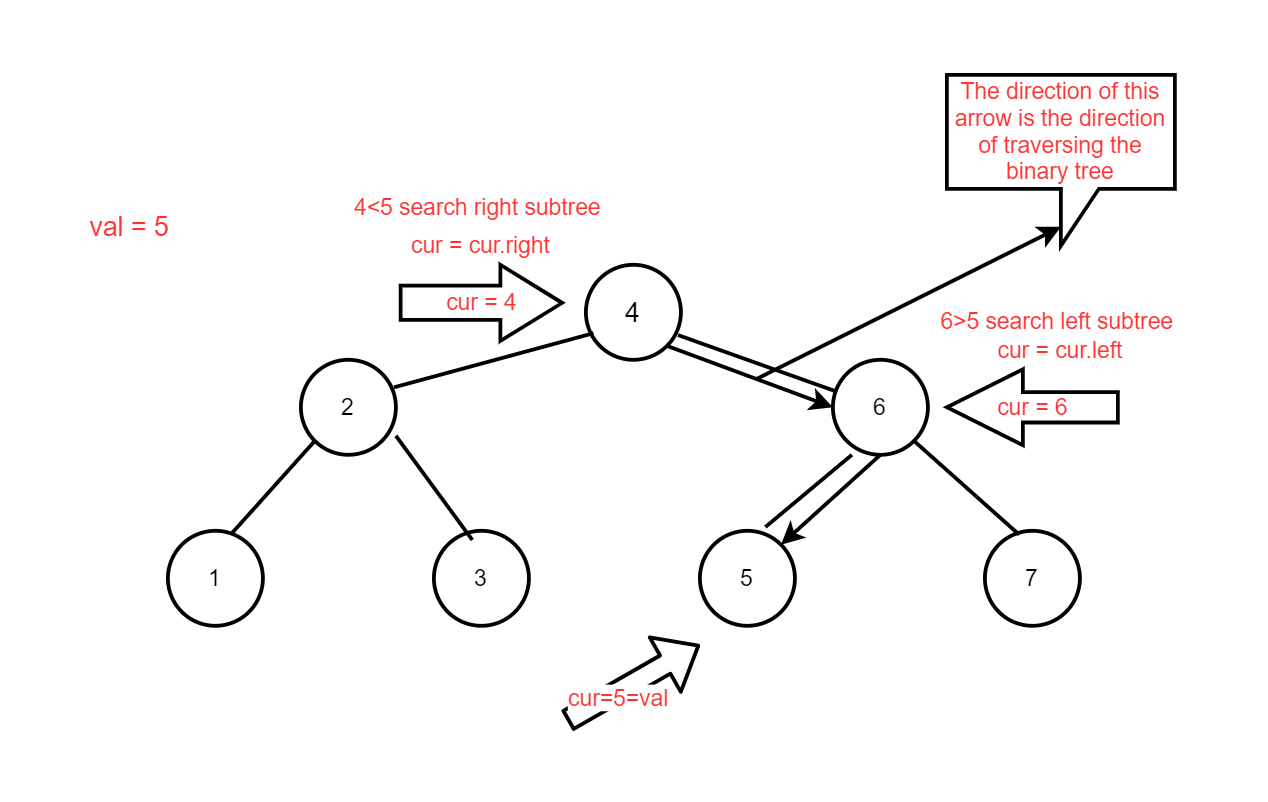 The direction of this
arrow is the direction
of traversing the
binary tree
val = 5
4<5 search right subtree
cur = cur.right
cur = 4
4
6>5 search left subtree
cur = cur.left
2
6
cur = 6
1
3
5
7
cur=5=val